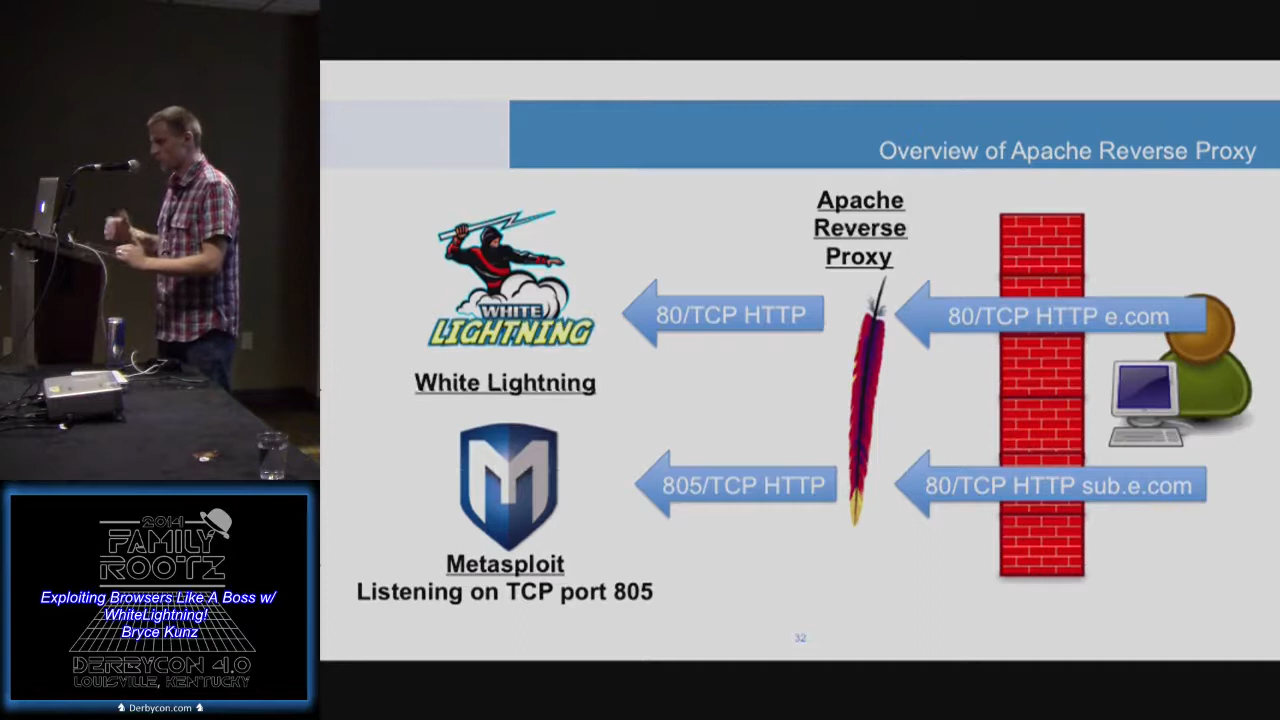 Overview of Apache Reverse Proxy
Apache
Reverse
Proxy
WHITE
LIGHTNING
80/TCP HTTP
80/TCP HTTP e.com
White Lightning
M
805/TCP HTTP
80/TCP HTTP sub.e.com
Metasploit
Listening on TCP port 805
32
2014
FAMILY
ROOTZ
Exploiting Browsers Like A Boss w/
WhiteLightning!
Bryce Kunz
DERBYCON 4.0
LOUISVILLE, KENTUCKY
Derbycon.com